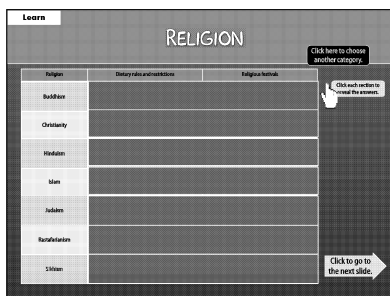 Learn
RELIGION
Click here to choose
another category.
Religion
Dietary rules and restrictions
Religious festivals
Click each section to
reveal the answers.
Buddhism
Christianity
Hinduism
Islam
Judaism
Rastafarianism
Sikhism
Click to go to
the next slide.